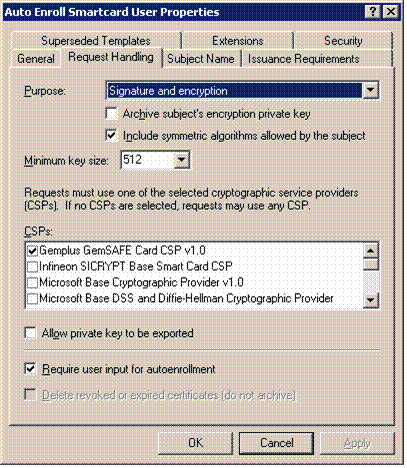 Auto Enroll Smartcard User Properties
Superseded Templates Extensions Security
General Request Handling Subject Name Issuance Requirements
Purpose: Signature and encryption
Archive subject's encryption private key
Include symmetric algorithms allowed by the subject
Minimum key size: 512
Requests must use one of the selected cryptographic service providers
(CSPs). If no CSPs are selected, requests may use any CSP.
CSPs:
Gemplus GemSAFE Card CSP v1.0
Infineon SICRYPT Base Smart Card CSP
Microsoft Base Cryptographic Provider v1.0
Microsoft Base DSS and Diffie-Hellman Cryptographic Provider
Allow private key to be exported
Require user input for autoenrollment
Delete revoked or expired certificates (do not archive)
OK Cancel Apply